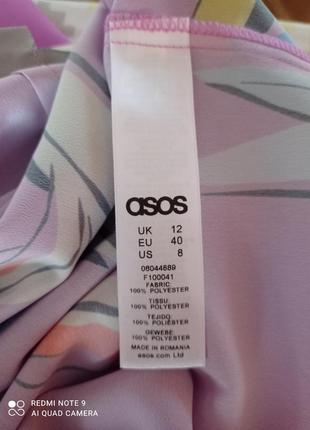 asos
UK 12
EU 40
US 8
08044889
F100041
FABRIC:
100% POLYESTER
TISSU:
100% POLYESTER
TEJIDO:
100% POLIÉSTER
GEWEBE:
100% POLYESTER
MADE IN ROMANIA
asos.com Ltd
REDMI NOTE 9
AI QUAD CAMERA